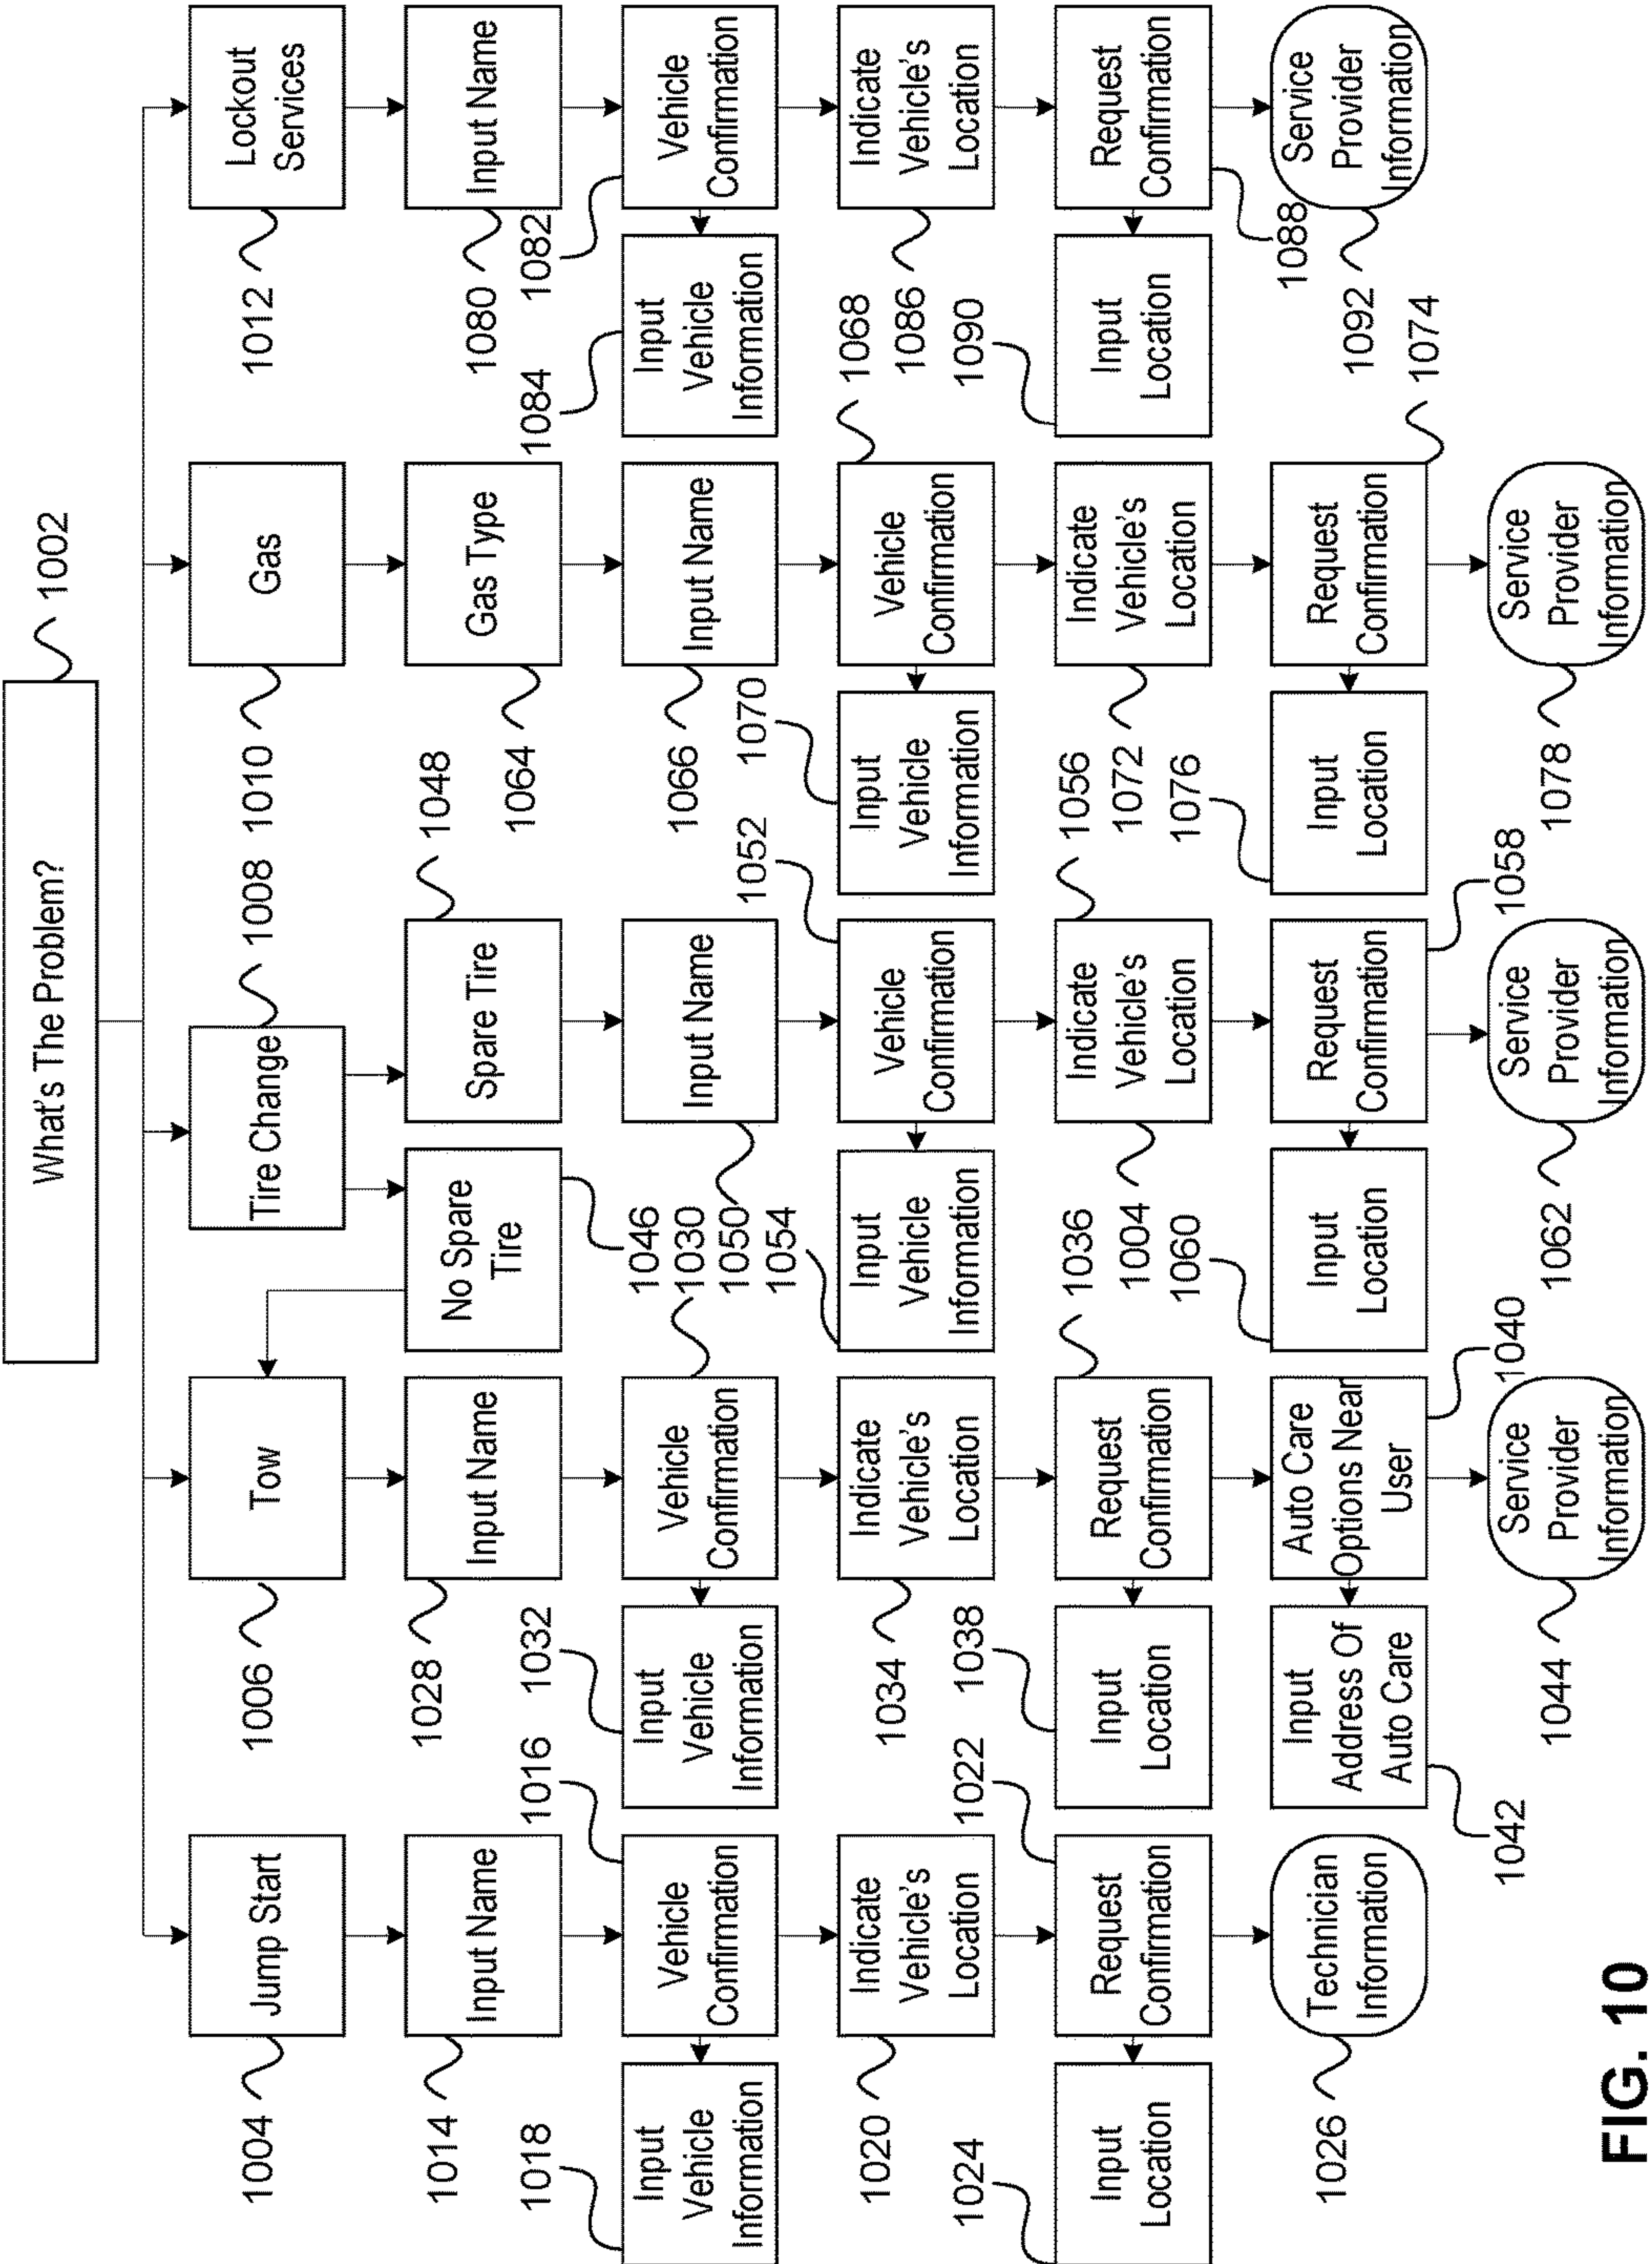 What's The Problem?
1002
Jump Start
1004
Tow
1006
Tire Change
1008
Gas
1010
Lockout
Services
1012
Input Name
1014
Input Name
1028
No Spare
Tire
1046
Spare Tire
1048
Gas Type
1064
Input Name
1080
Input
Vehicle
Information
1018
Vehicle
Confirmation
1016
Input
Vehicle
Information
1032
Vehicle
Confirmation
1030
Input Name
1050
Input Name
1066
Input
Vehicle
Information
1084
Vehicle
Confirmation
1082
Indicate
Vehicle's
Location
1020
Indicate
Vehicle's
Location
1034
Input
Vehicle
Information
1054
Vehicle
Confirmation
1052
Input
Vehicle
Information
1070
Vehicle
Confirmation
1068
Indicate
Vehicle's
Location
1086
Input
Location
1024
Request
Confirmation
1022
Input
Location
1038
Request
Confirmation
1036
Indicate
Vehicle's
Location
1004
1056
Indicate
Vehicle's
Location
1072
Input
Location
1090
Request
Confirmation
1088
Technician
Information
1026
Input
Address Of
Auto Care
1042
Auto Care
Options Near
User
1040
Input
Location
1060
Request
Confirmation
1058
Input
Location
1076
Request
Confirmation
1074
Service
Provider
Information
1092
Service
Provider
Information
1044
Service
Provider
Information
1062
Service
Provider
Information
1078
FIG. 10